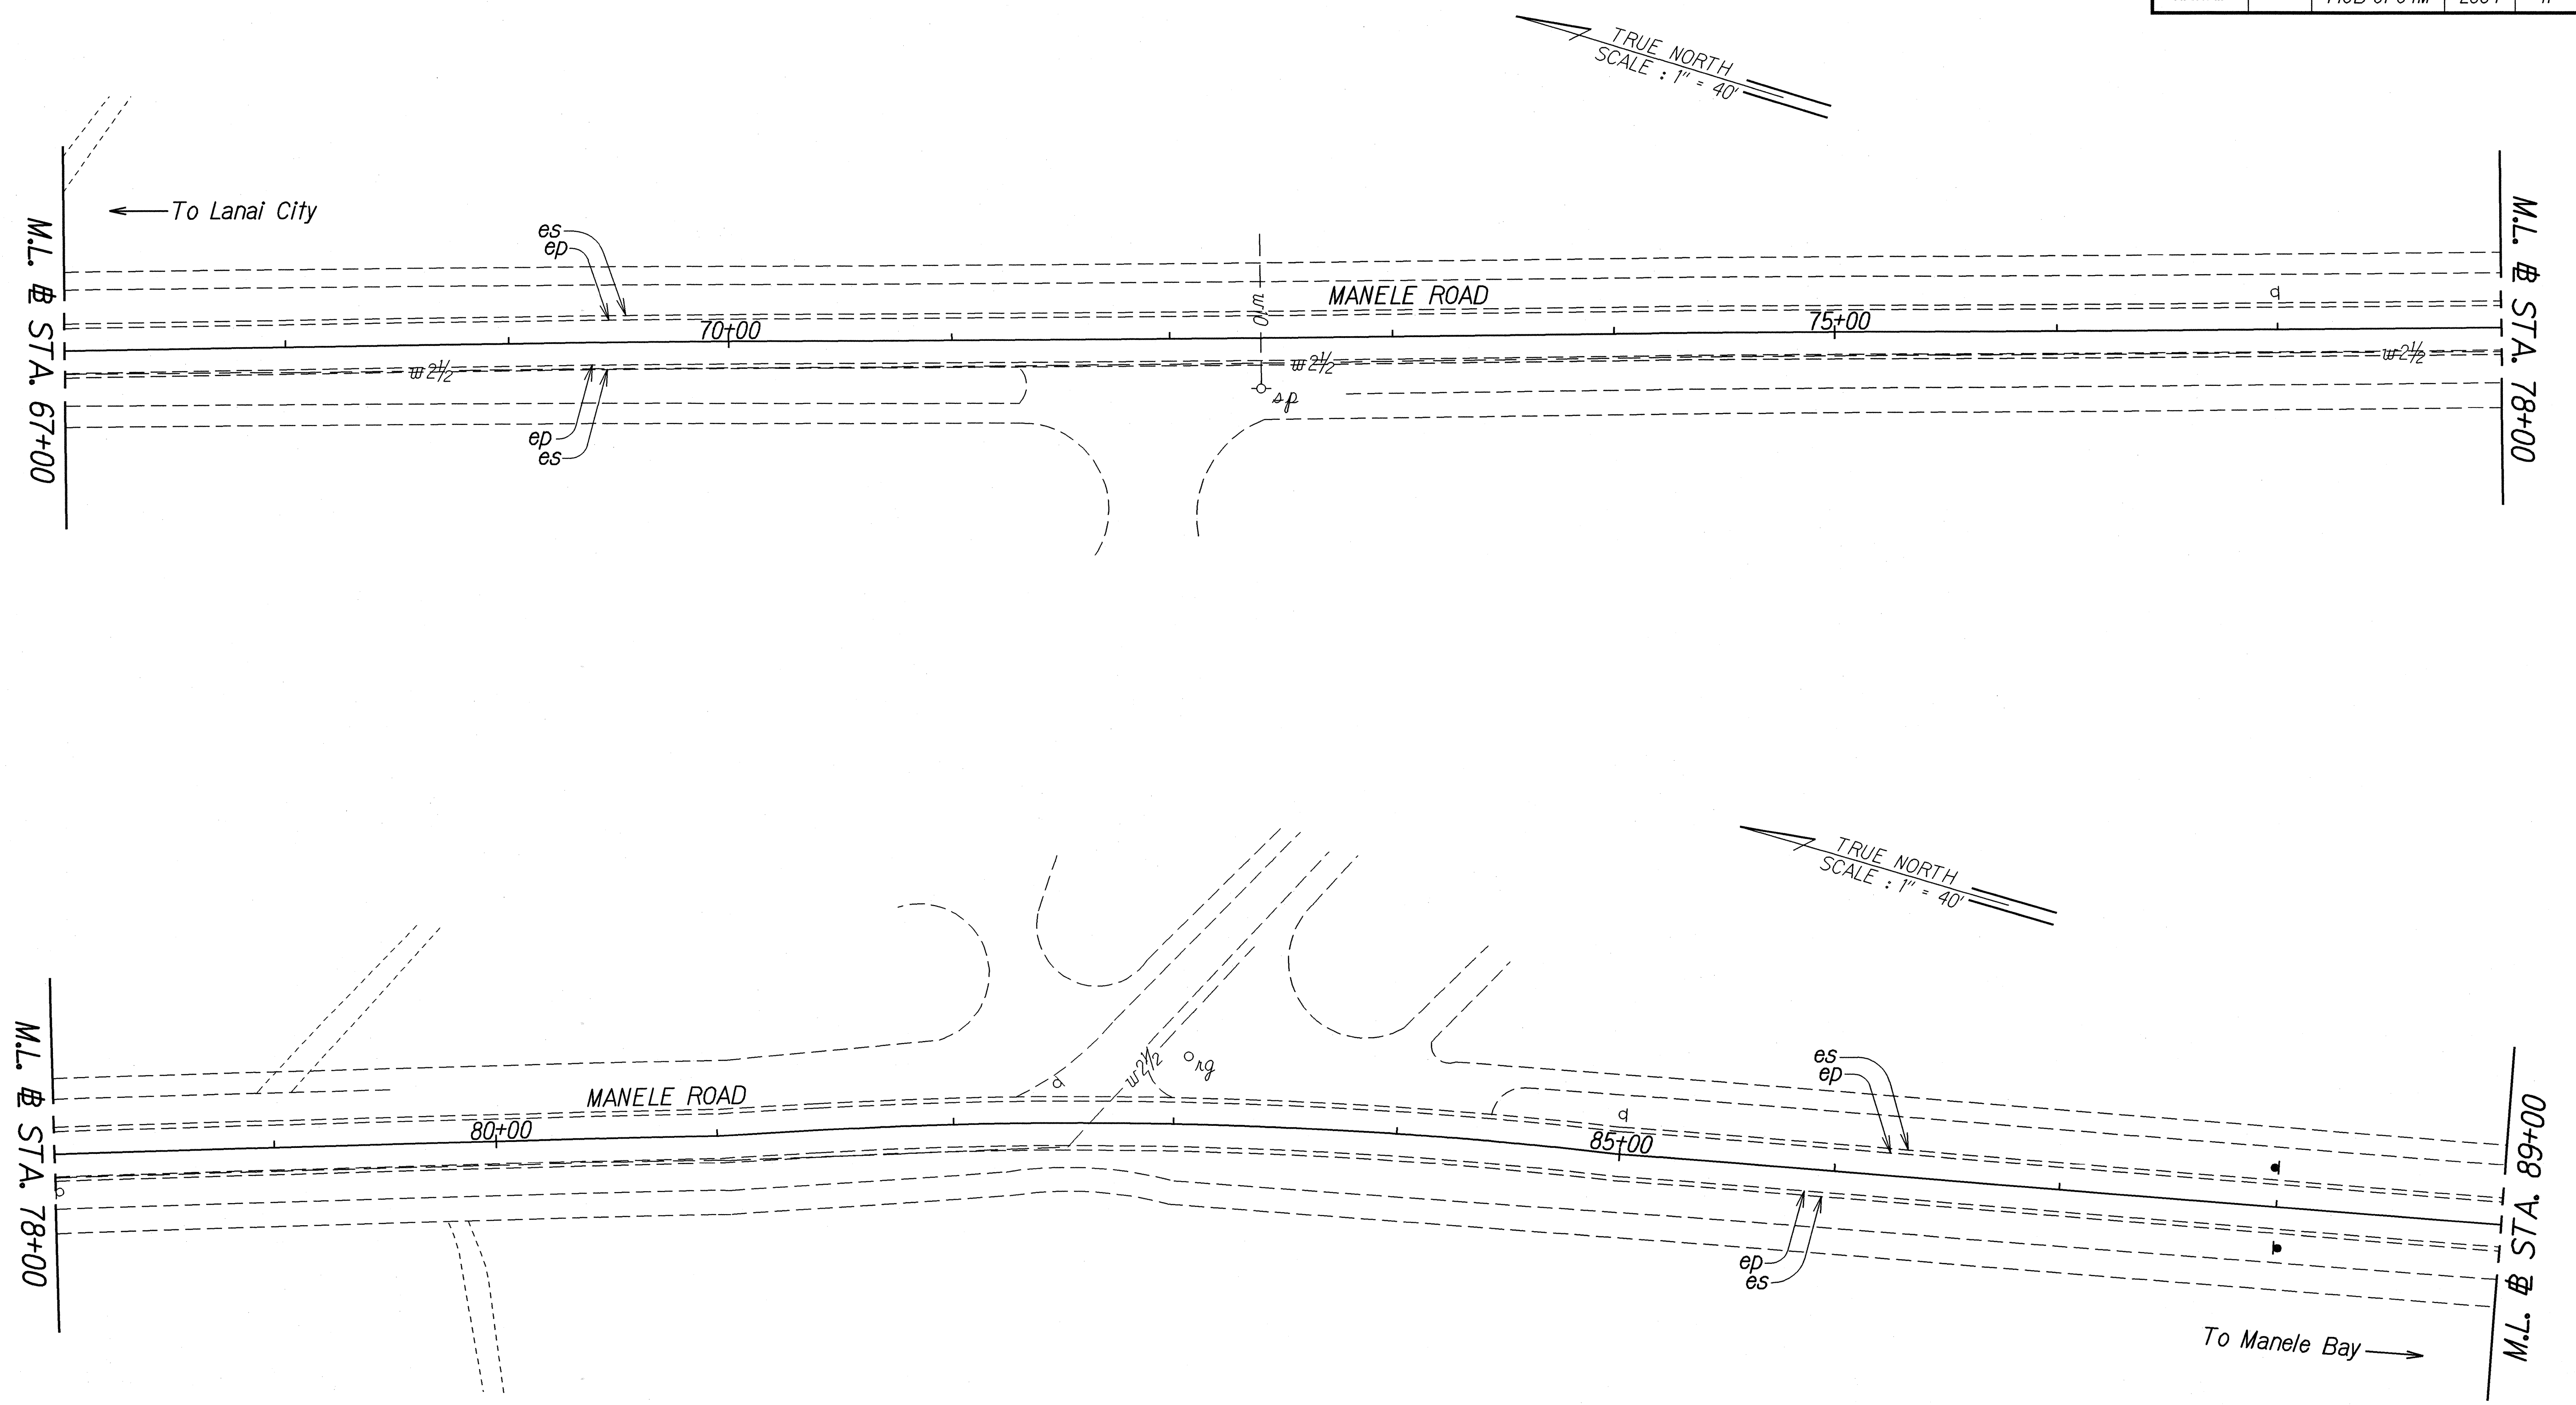 TRUE NORTH
SCALE : 1" = 40'
To Lanai City
M.L. ␢ STA. 67+00
es
ep
MANELE ROAD
w10
70+00
75+00
w2½
w2½
w2½
sp
ep
es
M.L. ␢ STA. 78+00
TRUE NORTH
SCALE : 1" = 40'
M.L. ␢ STA. 78+00
MANELE ROAD
80+00
w2½
rg
es
ep
85+00
ep
es
M.L. ␢ STA. 89+00
To Manele Bay